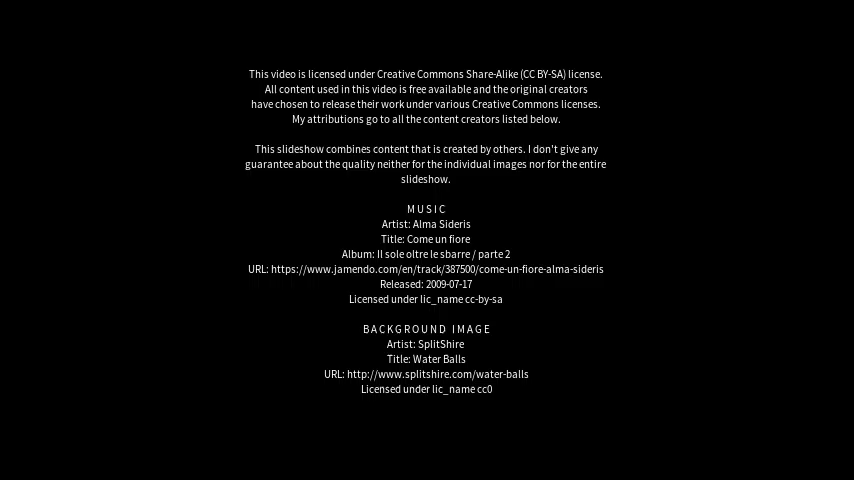 This video is licensed under Creative Commons Share-Alike (CC BY-SA) license.
All content used in this video is free available and the original creators
have chosen to release their work under various Creative Commons licenses.
My attributions go to all the content creators listed below.
This slideshow combines content that is created by others. I don't give any
guarantee about the quality neither for the individual images nor for the entire
slideshow.
MUSIC
Artist: Alma Sideris
Title: Come un fiore
Album: Il sole oltre le sbarre / parte 2
URL: https://www.jamendo.com/en/track/387500/come-un-fiore-alma-sideris
Released: 2009-07-17
Licensed under lic_name cc-by-sa
BACKGROUND IMAGE
Artist: SplitShire
Title: Water Balls
URL: http://www.splitshire.com/water-balls
Licensed under lic_name cc0